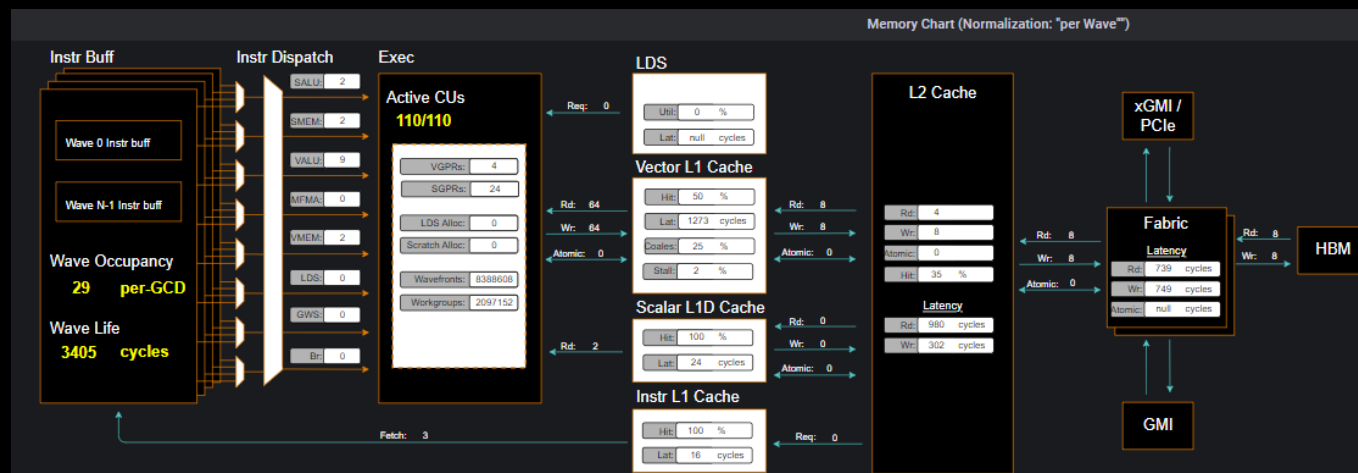 Memory Chart (Normalization: "per Wave"")
Instr Buff
Wave 0 Instr buff
Wave N-1 Instr buff
Wave Occupancy
29 per-GCD
Wave Life
3405 cycles
Instr Dispatch
SALU: 2
SMEM: 2
VALU: 9
MFMA: 0
VMEM: 2
LDS: 0
GWS: 0
Br: 0
Exec
Active CUs
110/110
VGPRs: 4
SGPRs: 24
LDS Alloc: 0
Scratch Alloc: 0
Wavefronts: 8388608
Workgroups: 2097152
Req: 0
Rd: 64
Wr: 64
Atomic: 0
Rd: 2
Fetch: 3
LDS
Util: 0 %
Lat: null cycles
Vector L1 Cache
Hit: 50 %
Lat: 1273 cycles
Coales: 25 %
Stall: 2 %
Scalar L1D Cache
Hit: 100 %
Lat: 24 cycles
Instr L1 Cache
Hit: 100 %
Lat: 16 cycles
Rd: 8
Wr: 8
Atomic: 0
Rd: 0
Wr: 0
Atomic: 0
Req: 0
L2 Cache
Rd: 4
Wr: 8
Atomic: 0
Hit: 35 %
Latency
Rd: 980 cycles
Wr: 302 cycles
Rd: 8
Wr: 8
Atomic: 0
xGMI /
PCIe
Fabric
Latency
Rd: 739 cycles
Wr: 749 cycles
Atomic: null cycles
GMI
Rd: 8
Wr: 8
HBM